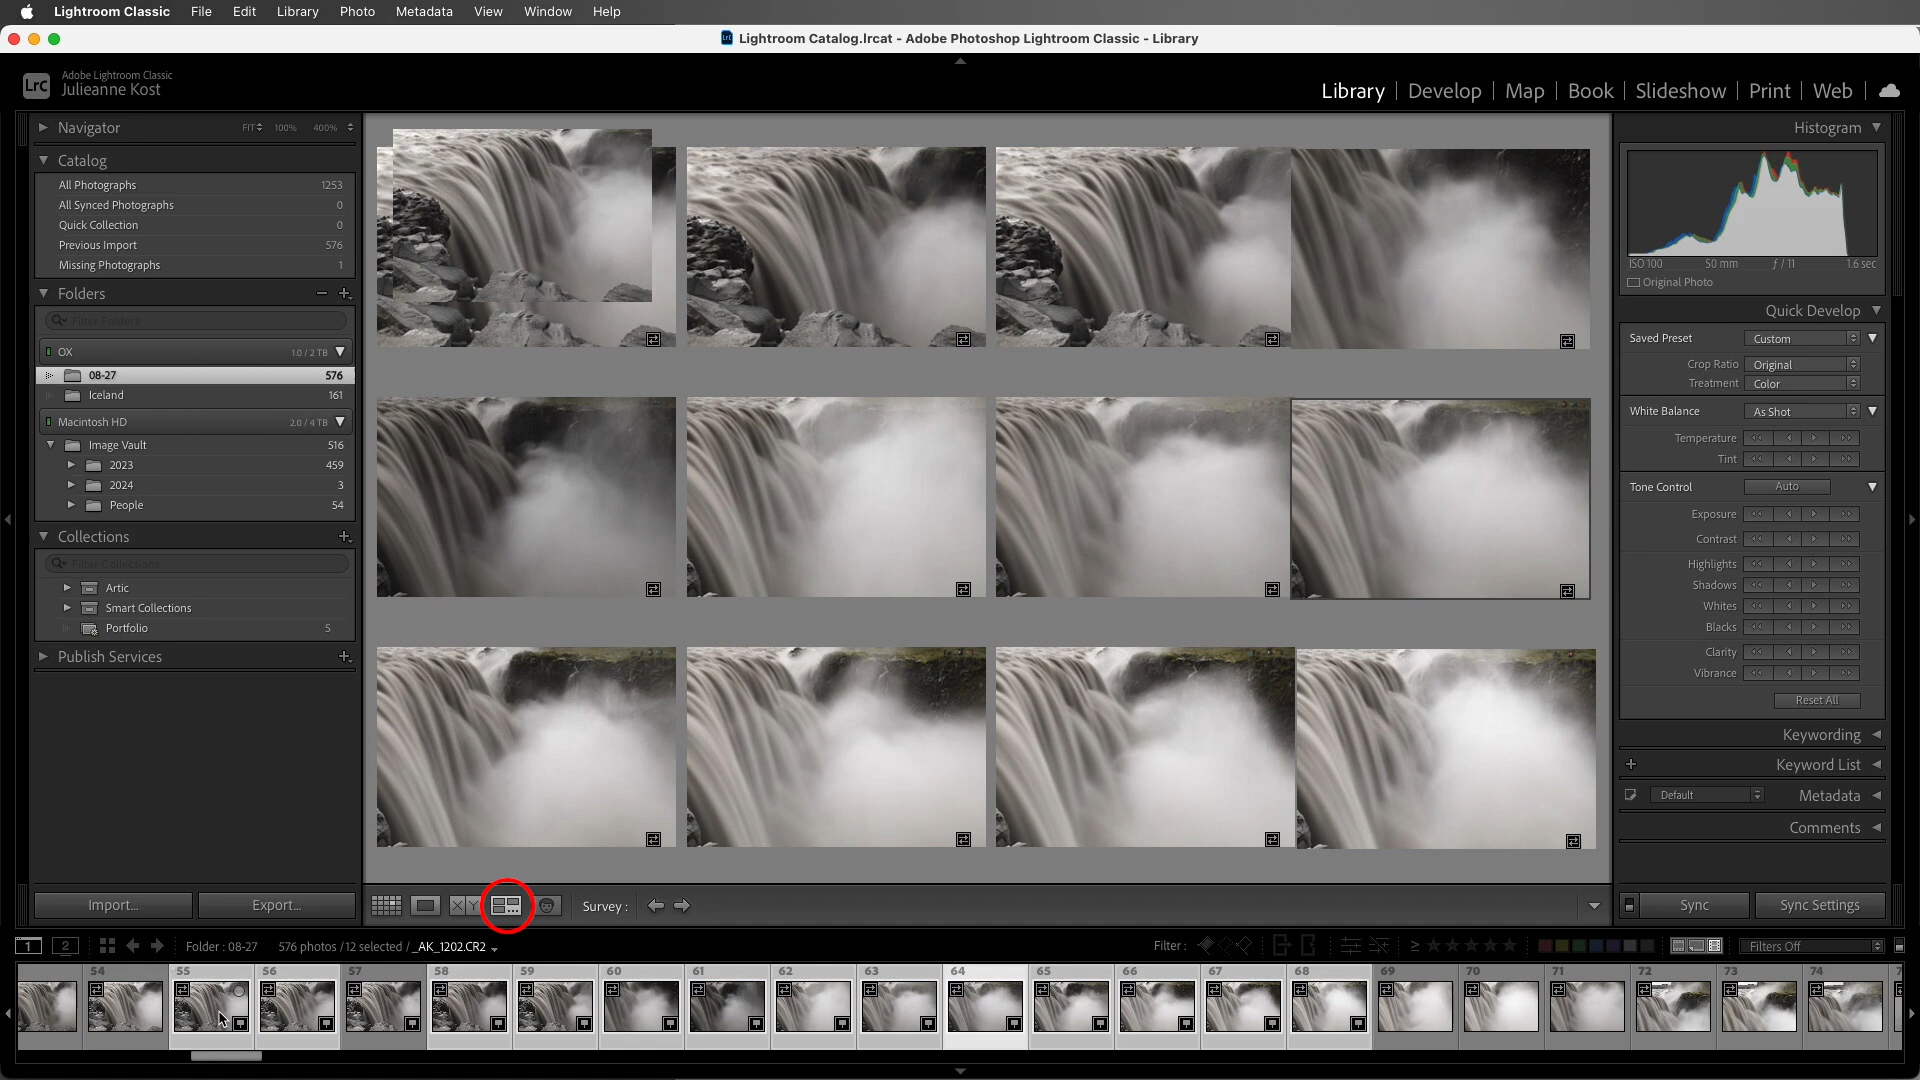 Lightroom Classic File Edit Library Photo Metadata View Window Help
LrC Lightroom Catalog.lrcat - Adobe Photoshop Lightroom Classic - Library
LrC
Adobe Lightroom Classic
Julieanne Kost
Library | Develop | Map | Book | Slideshow | Print | Web |
Navigator FIT 100% 400%
Catalog
All Photographs 1253
All Synced Photographs 0
Quick Collection 0
Previous Import 576
Missing Photographs 1
Folders
Filter Folders
OX 1.0 / 2 TB
08-27 576
Iceland 161
Macintosh HD 2.0 / 4 TB
Image Vault 516
2023 459
2024 3
People 54
Collections
Filter Collections
Artic
Smart Collections
Portfolio 5
Publish Services
Import... Export...
Histogram
ISO 100 50 mm ƒ / 11 1.6 sec
Original Photo
Quick Develop
Saved Preset Custom
Crop Ratio Original
Treatment Color
White Balance As Shot
Temperature
Tint
Tone Control Auto
Exposure
Contrast
Highlights
Shadows
Whites
Blacks
Clarity
Vibrance
Reset All
Keywording
Keyword List
Default Metadata
Comments
Sync Sync Settings
X Y Survey :
1 2 Folder : 08-27 576 photos / 12 selected / _AK_1202.CR2 Filter : ≥ Filters Off
54 55 56 57 58 59 60 61 62 63 64 65 66 67 68 69 70 71 72 73 74